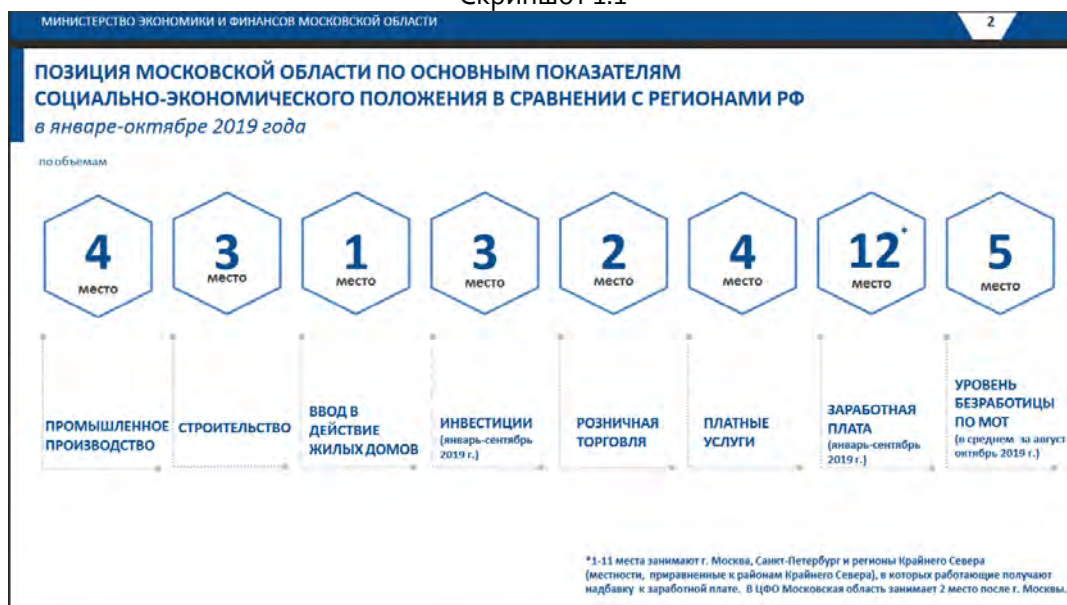 Скриншот 1.1
МИНИСТЕРСТВО ЭКОНОМИКИ И ФИНАНСОВ МОСКОВСКОЙ ОБЛАСТИ
2
ПОЗИЦИЯ МОСКОВСКОЙ ОБЛАСТИ ПО ОСНОВНЫМ ПОКАЗАТЕЛЯМ
СОЦИАЛЬНО-ЭКОНОМИЧЕСКОГО ПОЛОЖЕНИЯ В СРАВНЕНИИ С РЕГИОНАМИ РФ
в январе-октябре 2019 года
по объемам
4
место
3
место
1
место
3
место
2
место
4
место
12*
место
5
место
ПРОМЫШЛЕННОЕ
ПРОИЗВОДСТВО
СТРОИТЕЛЬСТВО
ВВОД В
ДЕЙСТВИЕ
ЖИЛЫХ ДОМОВ
ИНВЕСТИЦИИ
(январь-сентябрь
2019 г.)
РОЗНИЧНАЯ
ТОРГОВЛЯ
ПЛАТНЫЕ
УСЛУГИ
ЗАРАБОТНАЯ
ПЛАТА
(январь-сентябрь
2019 г.)
УРОВЕНЬ
БЕЗРАБОТИЦЫ
ПО МОТ
(в среднем за август
октябрь 2019 г.)
*1-11 места занимают г. Москва, Санкт-Петербург и регионы Крайнего Севера
(местности, приравненные к районам Крайнего Севера), в которых работающие получают
надбавку к заработной плате. В ЦФО Московская область занимает 2 место после г. Москвы.